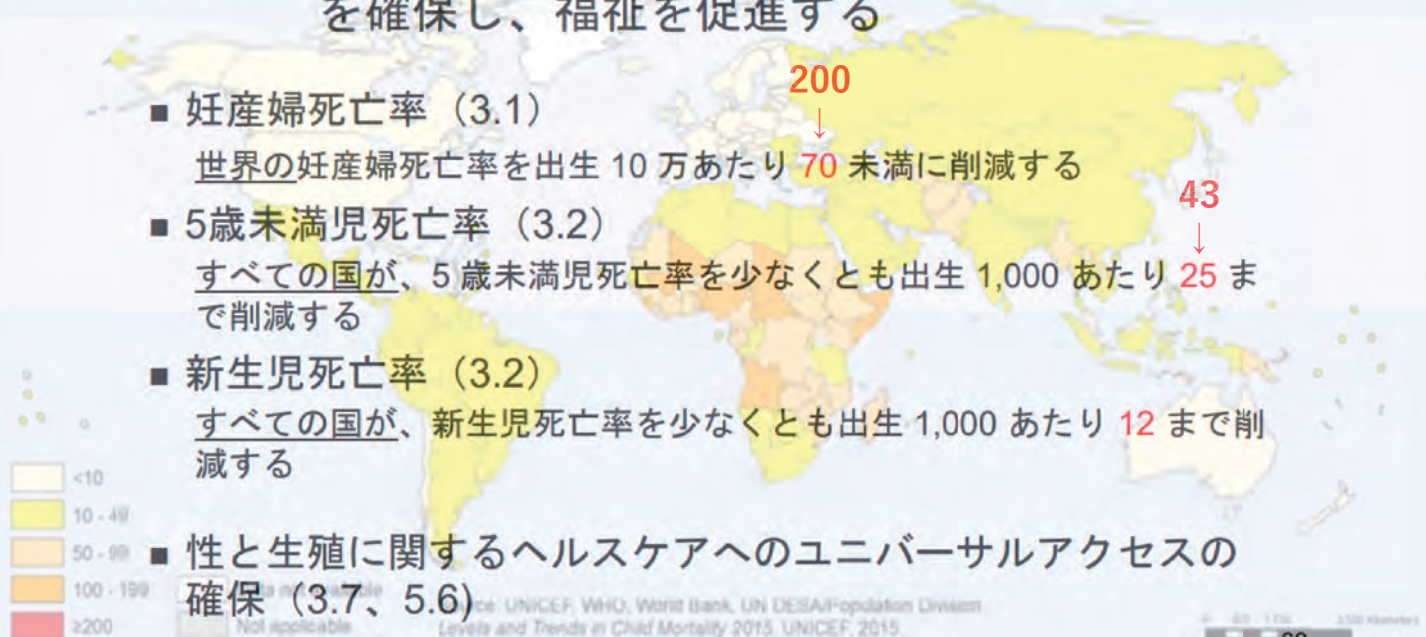 を確保し、福祉を促進する
200
↓
■ 妊産婦死亡率（3.1）
世界の妊産婦死亡率を出生 10 万あたり 70 未満に削減する
43
↓
■ 5歳未満児死亡率（3.2）
すべての国が、5 歳未満児死亡率を少なくとも出生 1,000 あたり 25 ま
で削減する
■ 新生児死亡率（3.2）
すべての国が、新生児死亡率を少なくとも出生 1,000 あたり 12 まで削
減する
<10
10 - 49
50 - 99
■ 性と生殖に関するヘルスケアへのユニバーサルアクセスの
確保（3.7、5.6)
100 - 199
≥200
Not applicable
UNICEF, WHO, World Bank, UN DESA/Population Division
Levels and Trends in Child Mortality 2015. UNICEF, 2015.